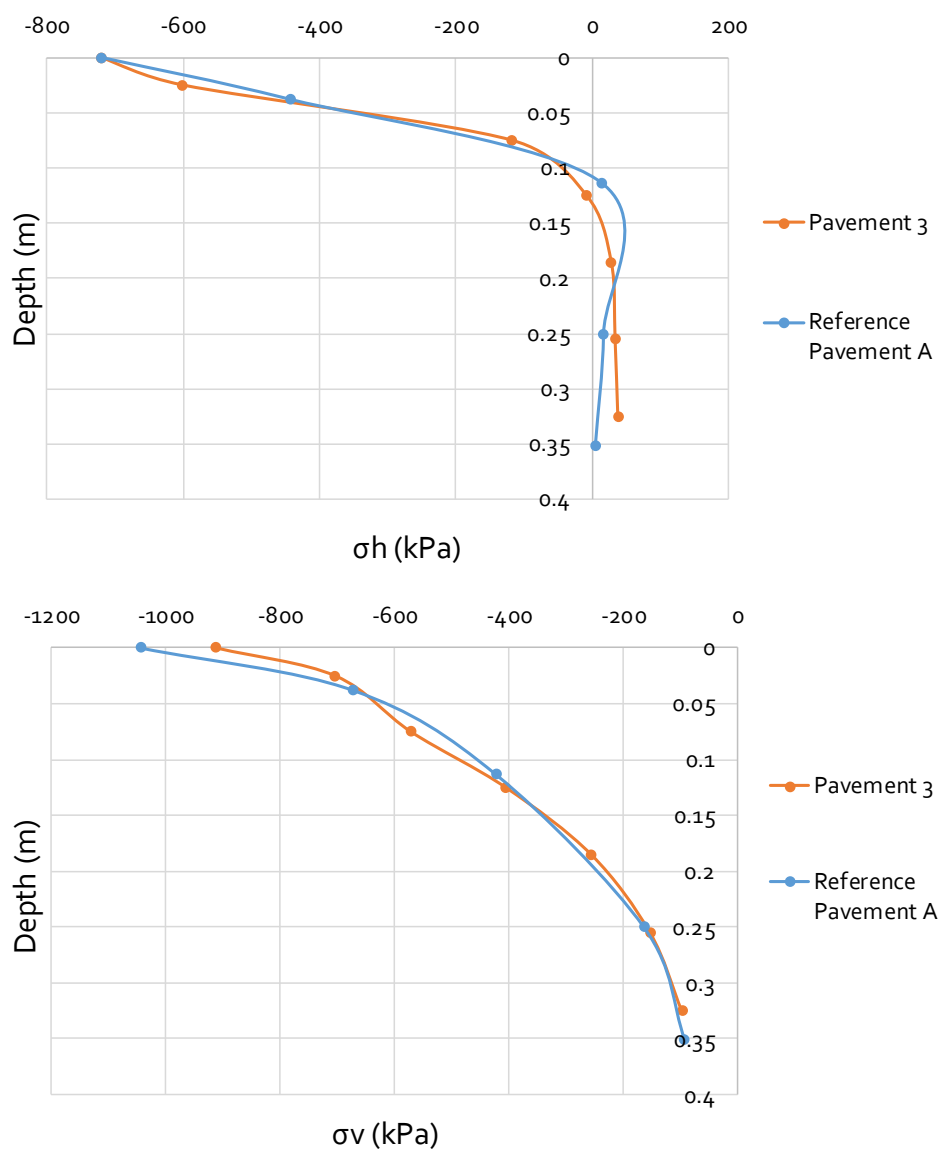 -800 -600 -400 -200 0 200
0
0.05
0.1
0.15
0.2
0.25
0.3
0.35
0.4
Depth (m)
σh (kPa)
Pavement 3
Reference
Pavement A
-1200 -1000 -800 -600 -400 -200 0
0
0.05
0.1
0.15
0.2
0.25
0.3
0.35
0.4
Depth (m)
σv (kPa)
Pavement 3
Reference
Pavement A